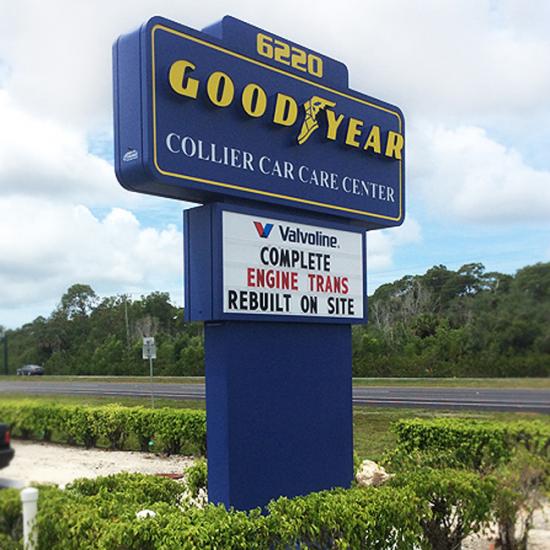 6220
GOODYEAR
COLLIER CAR CARE CENTER
Valvoline
COMPLETE
ENGINE TRANS
REBUILT ON SITE